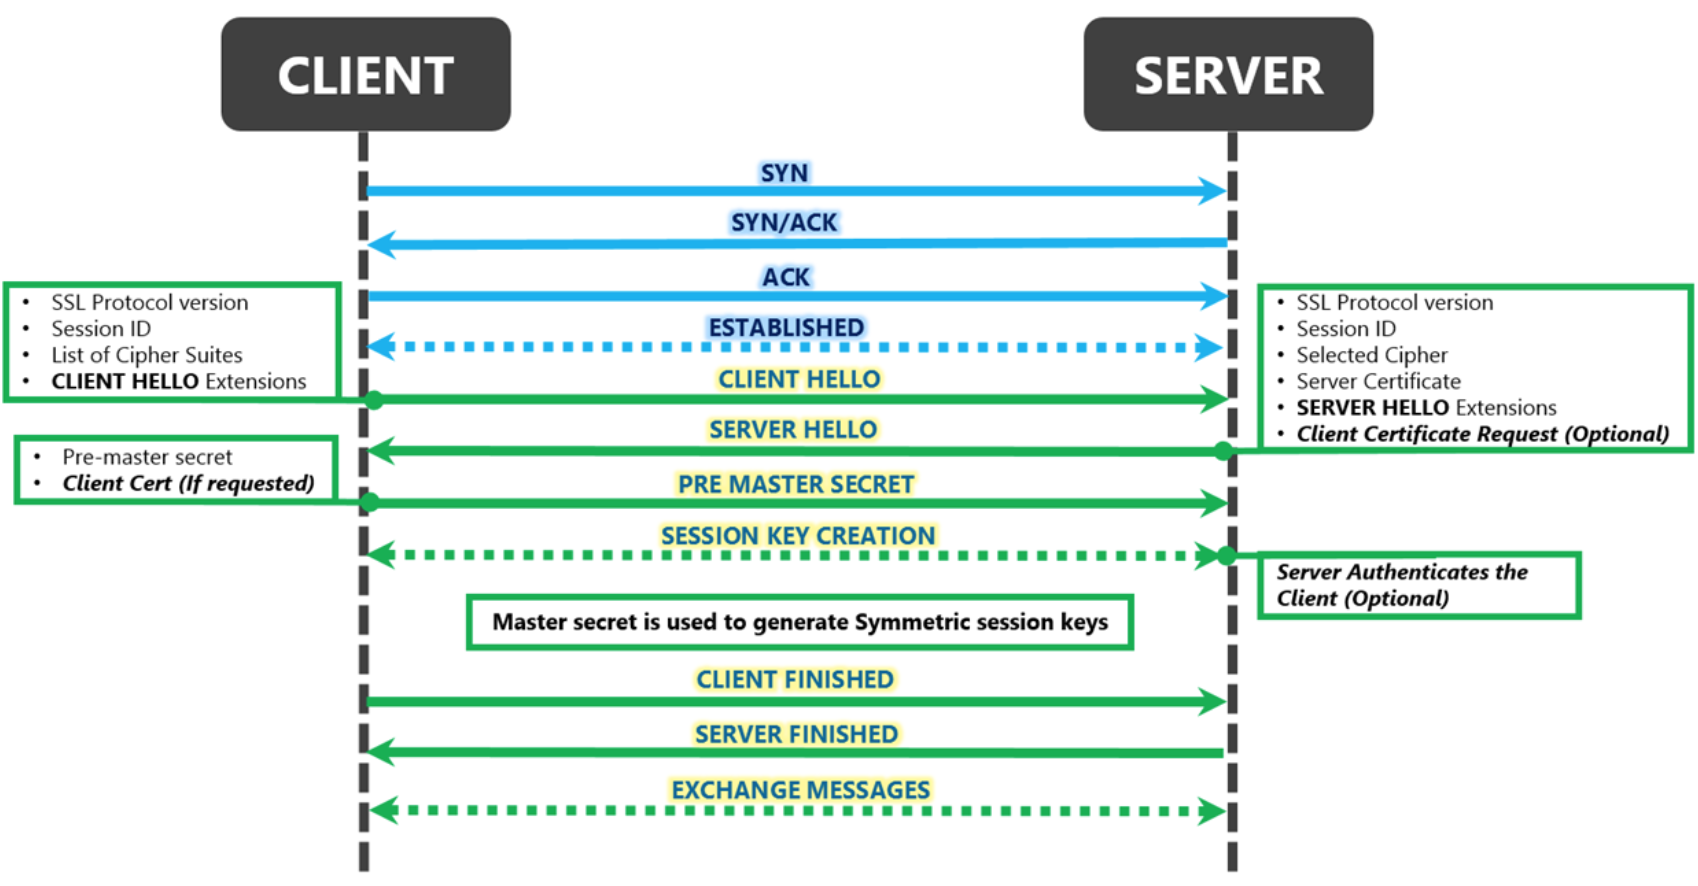 CLIENT
SERVER
SYN
SYN/ACK
ACK
ESTABLISHED
• SSL Protocol version
• Session ID
• List of Cipher Suites
• CLIENT HELLO Extensions
• SSL Protocol version
• Session ID
• Selected Cipher
• Server Certificate
• SERVER HELLO Extensions
• Client Certificate Request (Optional)
CLIENT HELLO
SERVER HELLO
• Pre-master secret
• Client Cert (If requested)
PRE MASTER SECRET
SESSION KEY CREATION
Server Authenticates the
Client (Optional)
Master secret is used to generate Symmetric session keys
CLIENT FINISHED
SERVER FINISHED
EXCHANGE MESSAGES